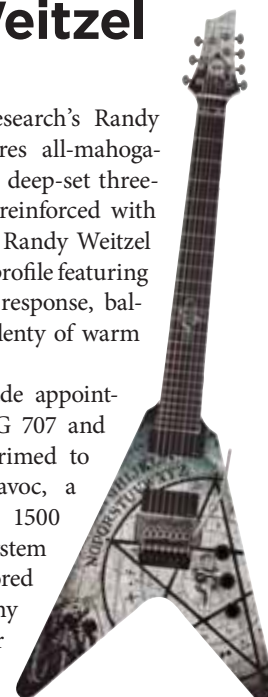 Weitzel
esearch's Randy
res all-mahoga-
deep-set three-
reinforced with
Randy Weitzel
profile featuring
response, bal-
lenty of warm
de appoint-
G 707 and
rimed to
avoc, a
1500
stem
ored
ny
r